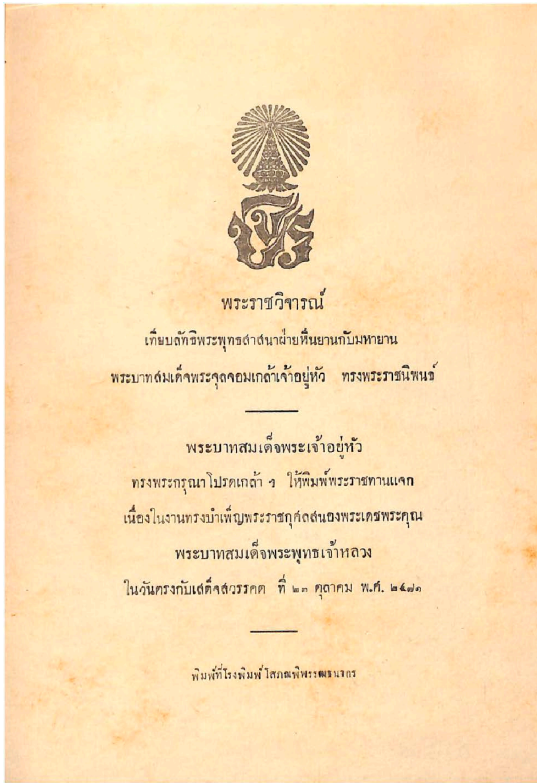 พระราชวิจารณ์
เทียบลัทธิพระพุทธสาสนาฝ่ายหินยานกับมหายาน
พระบาทสมเด็จพระจุลจอมเกล้าเจ้าอยู่หัว ทรงพระราชนิพนธ์
พระบาทสมเด็จพระเจ้าอยู่หัว
ทรงพระกรุณาโปรดเกล้า ฯ ให้พิมพ์พระราชทานแจก
เนื่องในงานทรงบำเพ็ญพระราชกุศลสนองพระเดชพระคุณ
พระบาทสมเด็จพระพุทธเจ้าหลวง
ในวันตรงกับเสด็จสวรรคต ที่ ๒๓ ตุลาคม พ.ศ. ๒๔๗๑
พิมพ์ที่โรงพิมพ์โสภณพิพรรฒธนากร